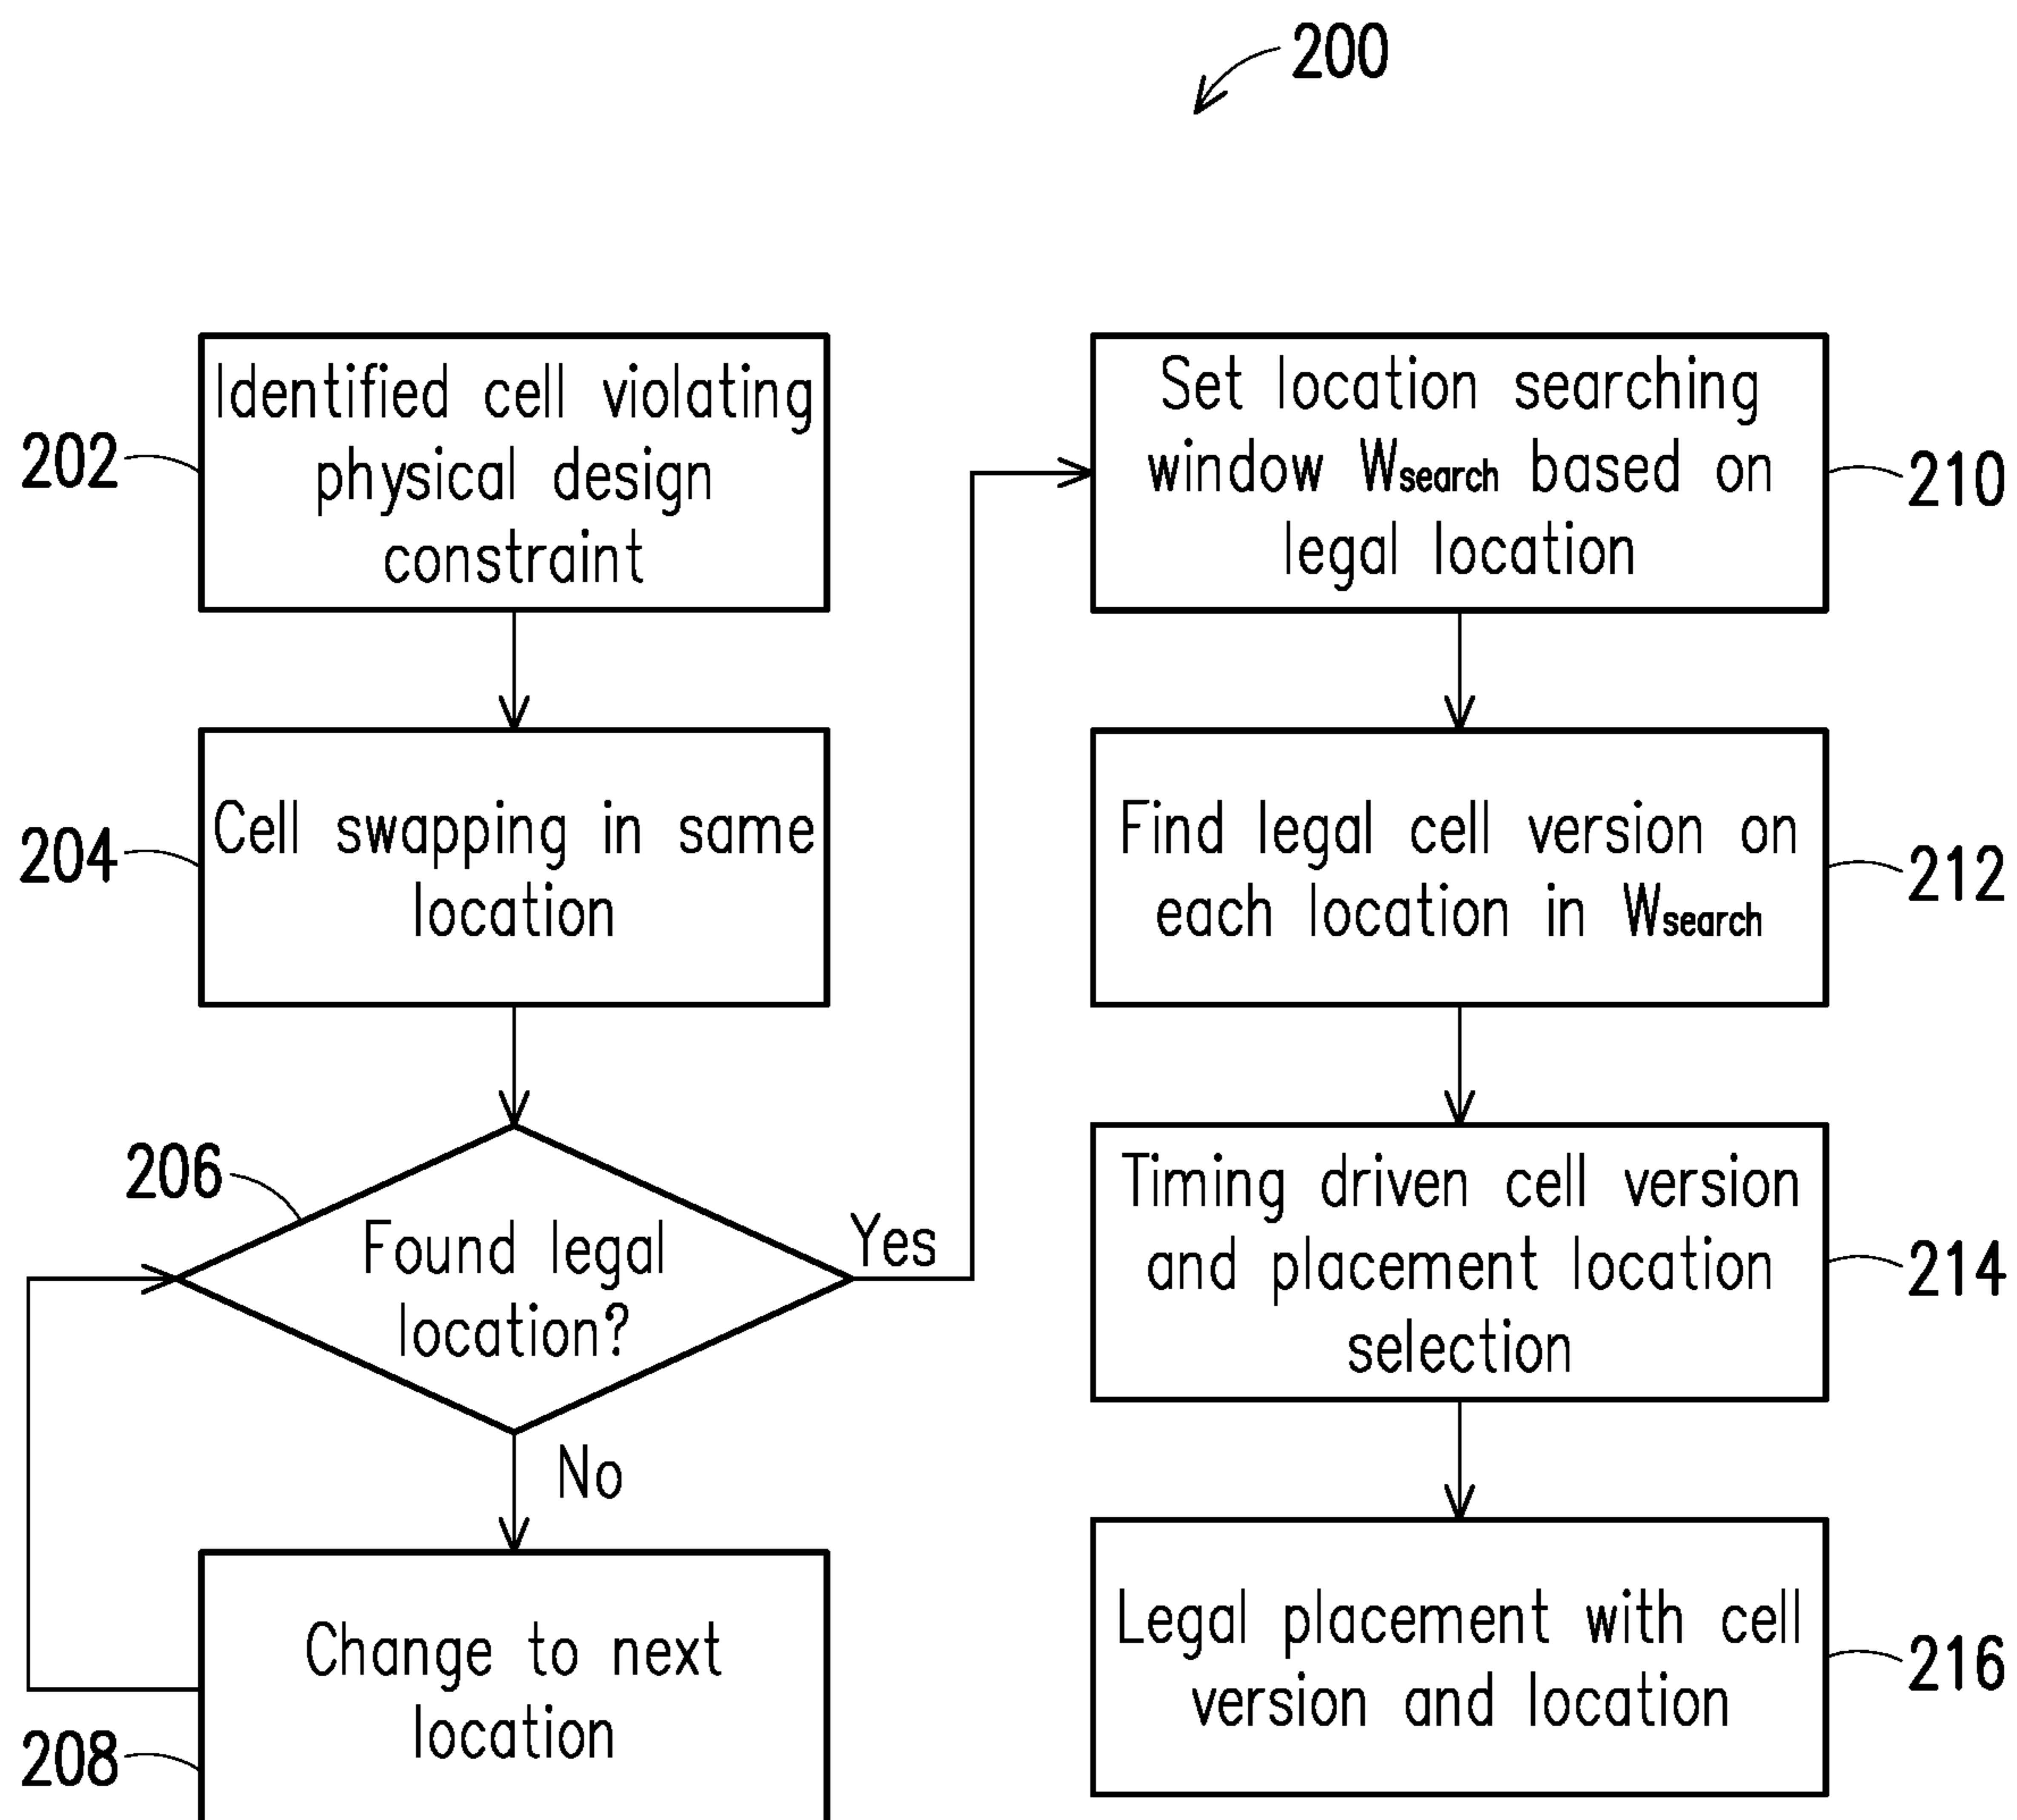 200
Identified cell violating
physical design
constraint
202
Cell swapping in same
location
204
206
Found legal
location?
Yes
No
Change to next
location
208
Set location searching
window Wsearch based on
legal location
210
Find legal cell version on
each location in Wsearch
212
Timing driven cell version
and placement location
selection
214
Legal placement with cell
version and location
216